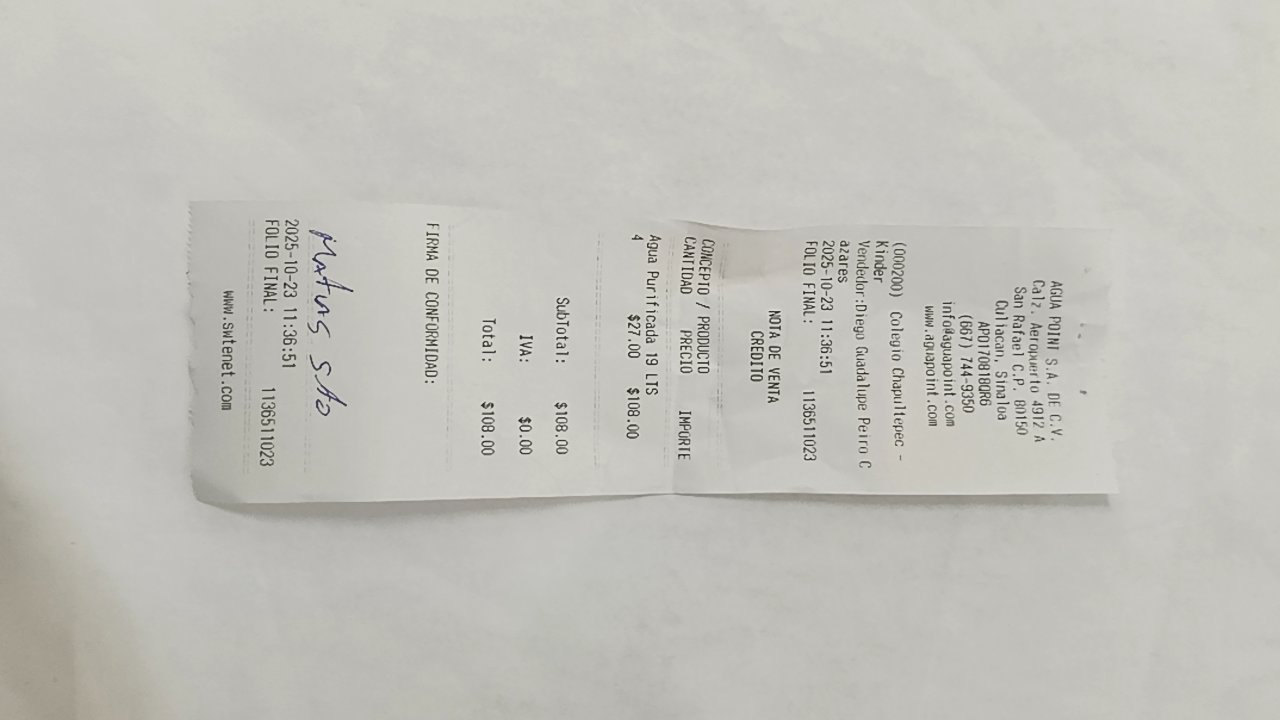 AGUA POINT S.A. DE C.V.
Calz. Aeropuerto 4912 A
San Rafael C.P. 80150
Culiacan, Sinaloa
APO170818QR6
(667) 744-9350
info@aguapoint.com
www.aguapoint.com
(000200) Colegio Chapultepec -
Kinder
Vendedor:Diego Guadalupe Peiro C
azares
2025-10-23 11:36:51
FOLIO FINAL: 1136511023
NOTA DE VENTA
CREDITO
CONCEPTO / PRODUCTO
CANTIDAD PRECIO IMPORTE
Agua Purificada 19 LTS
4 $27.00 $108.00
SubTotal: $108.00
IVA: $0.00
Total: $108.00
FIRMA DE CONFORMIDAD:
2025-10-23 11:36:51
FOLIO FINAL: 1136511023
www.swtenet.com